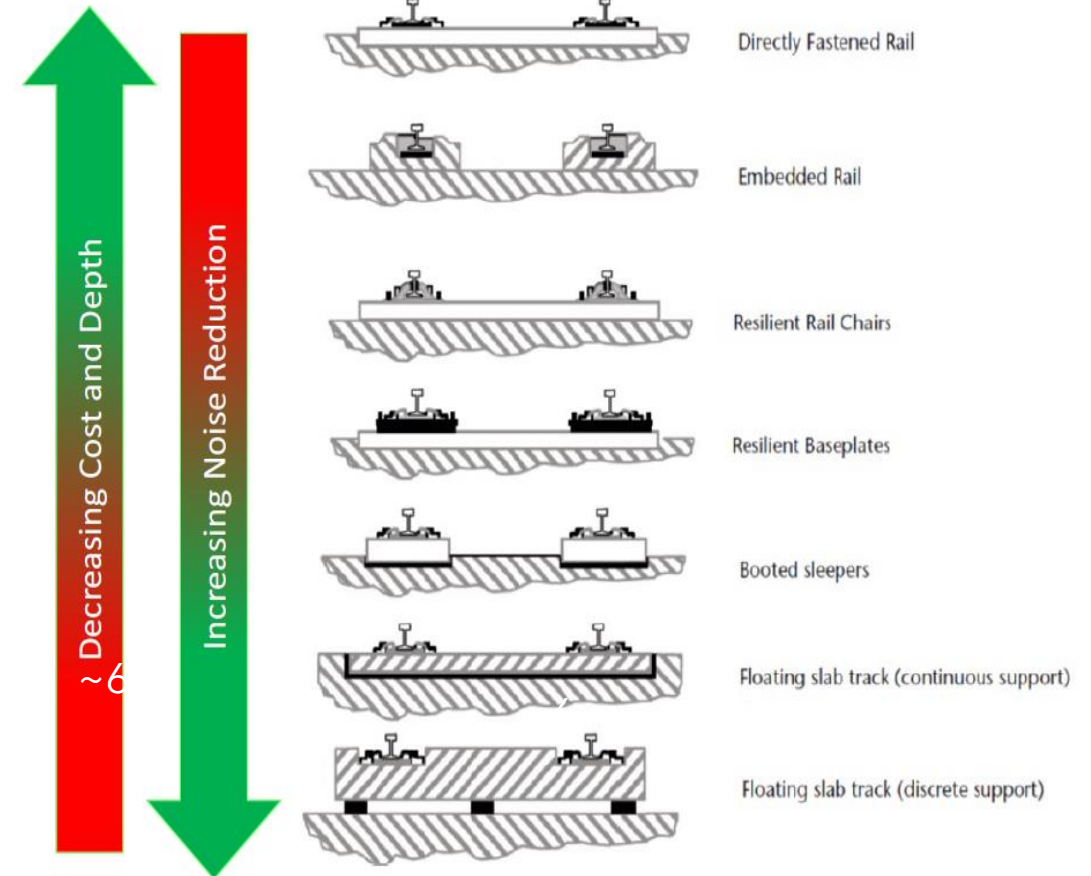 Decreasing Cost and Depth
~6
Increasing Noise Reduction
Directly Fastened Rail
Embedded Rail
Resilient Rail Chairs
Resilient Baseplates
Booted sleepers
Floating slab track (continuous support)
Floating slab track (discrete support)